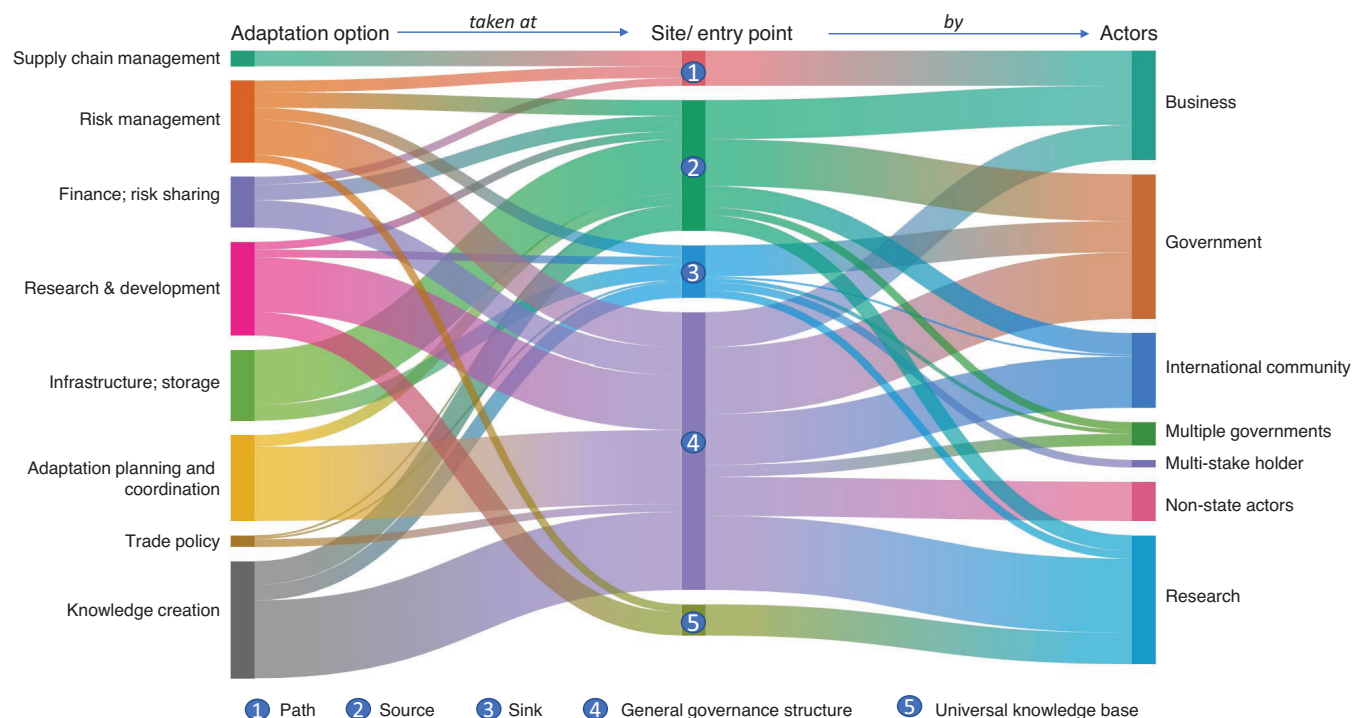 Adaptation option
taken at
Site/ entry point
by
Actors
Supply chain management
Risk management
Finance; risk sharing
Research & development
Infrastructure; storage
Adaptation planning and
coordination
Trade policy
Knowledge creation
1
2
3
4
5
Business
Government
International community
Multiple governments
Multi-stake holder
Non-state actors
Research
1 Path
2 Source
3 Sink
4 General governance structure
5 Universal knowledge base